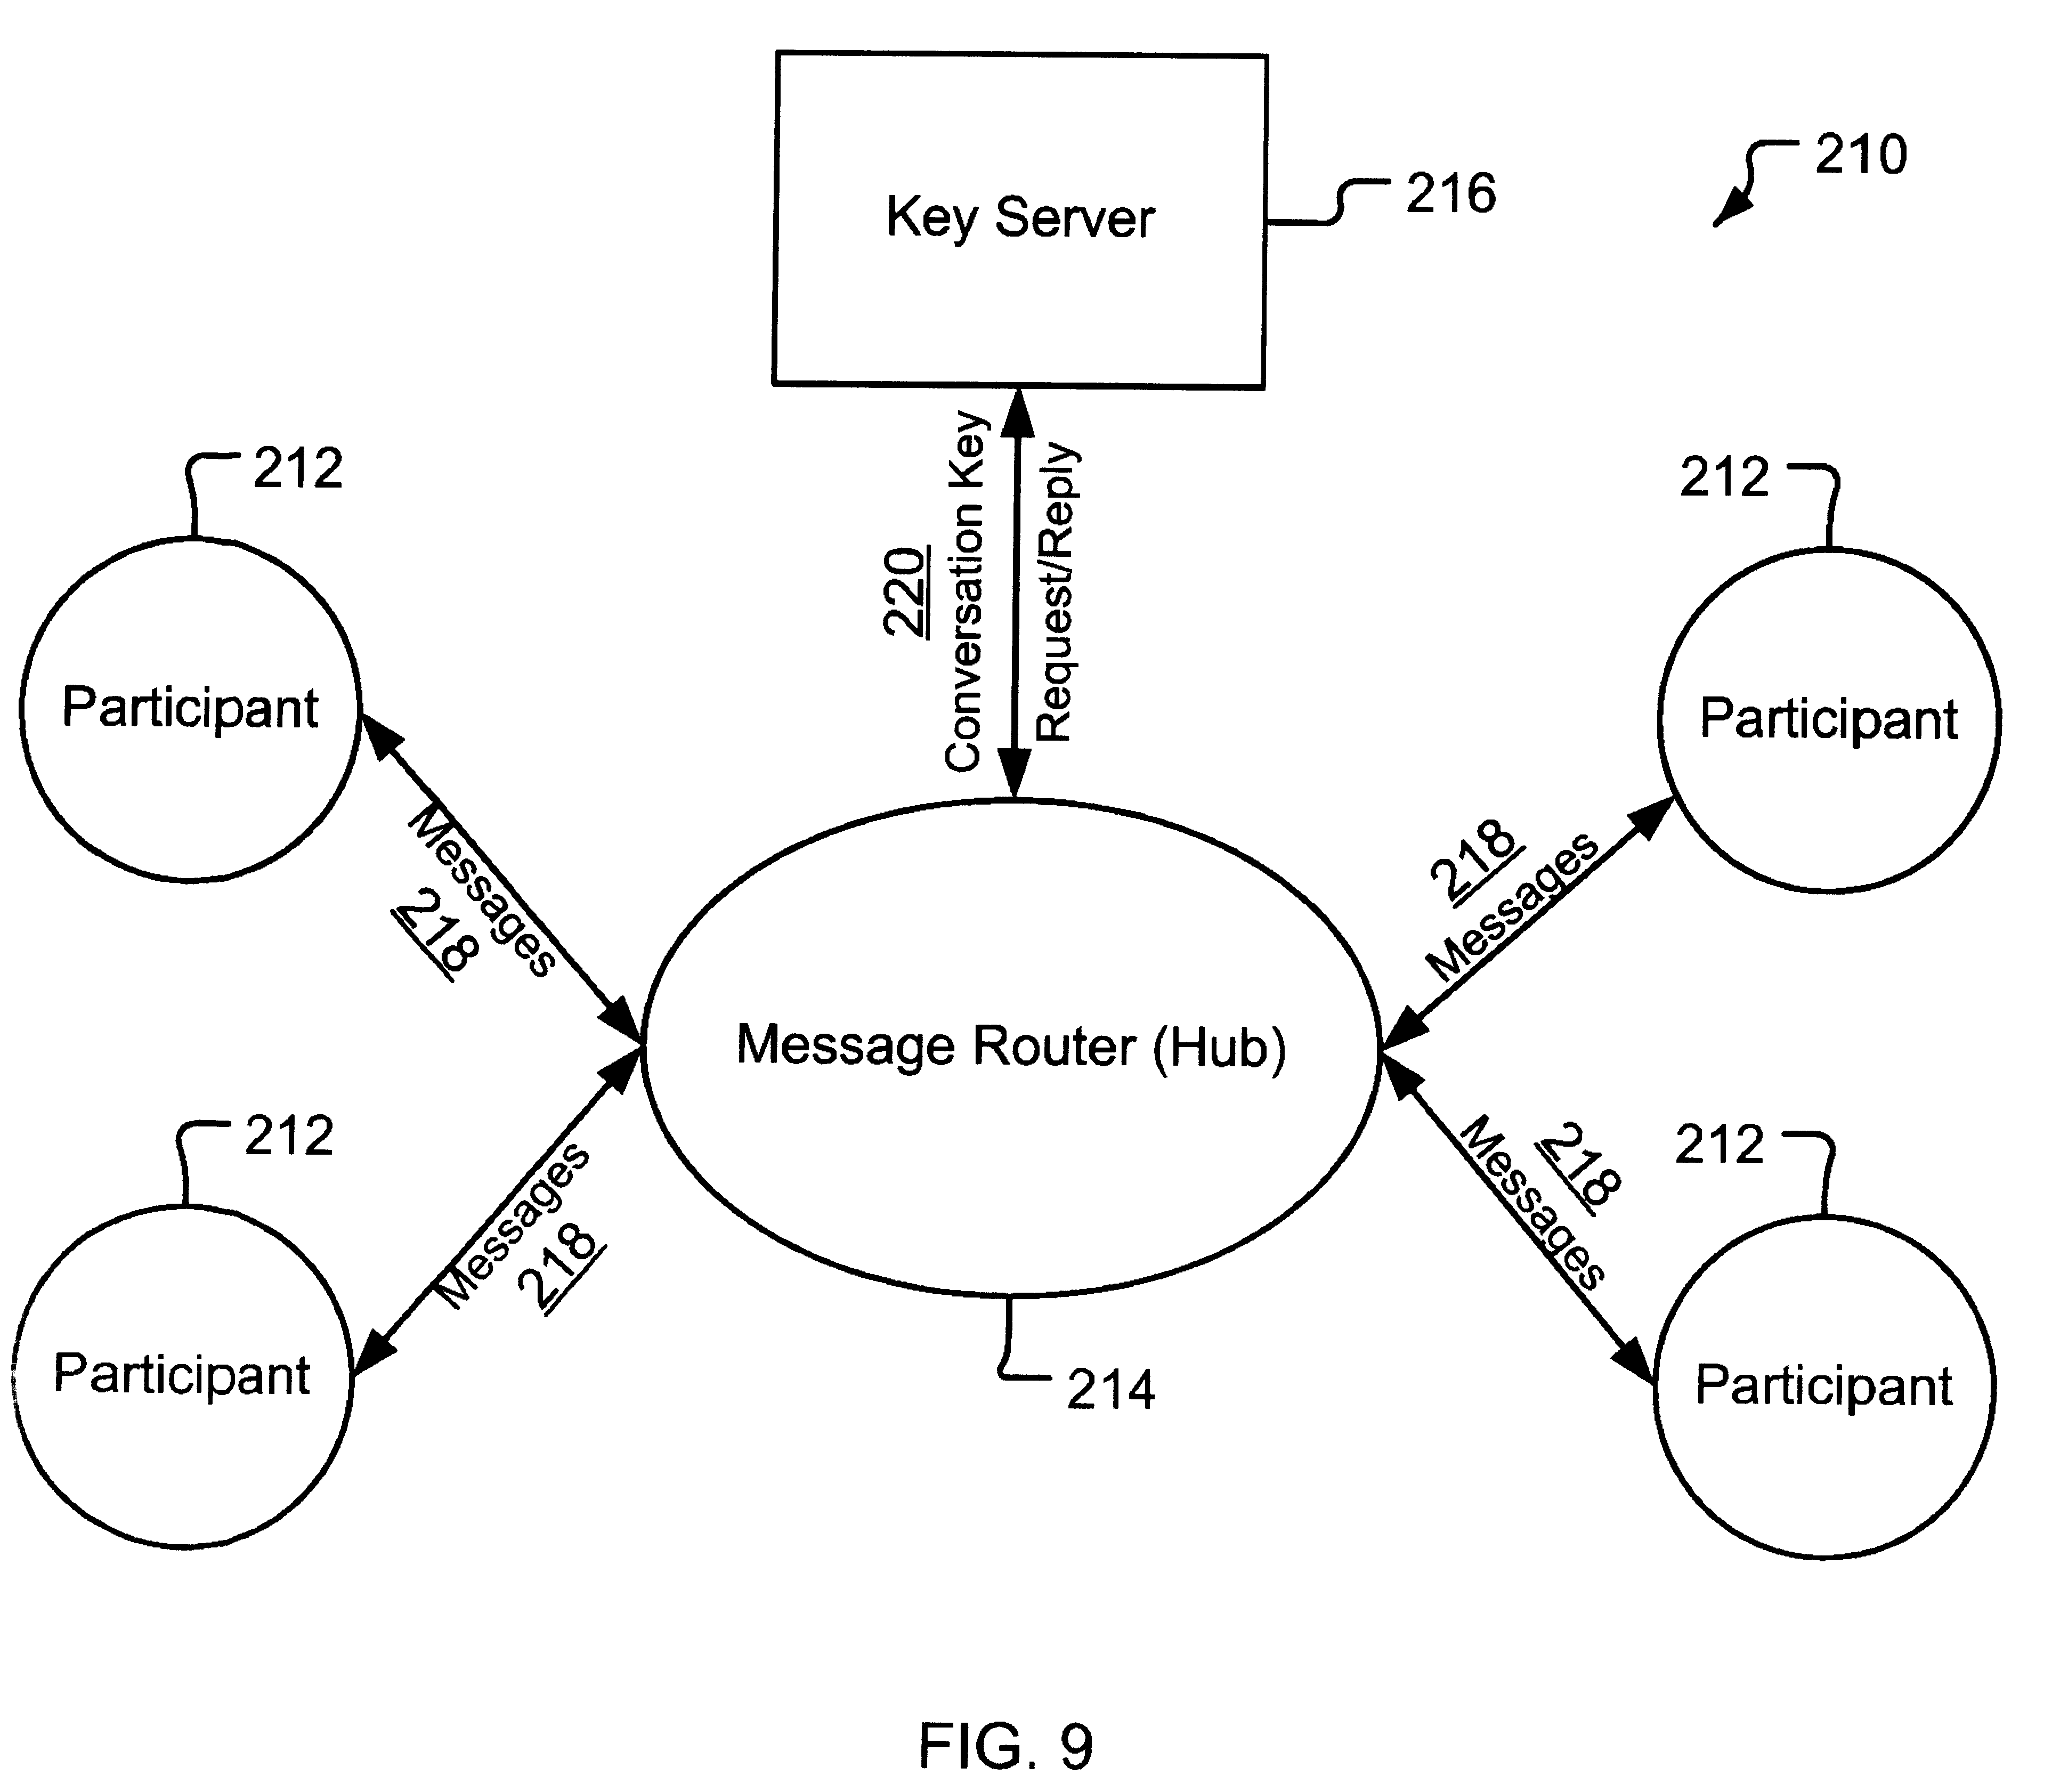 210
Key Server
216
220
Conversation Key
Request/Reply
212
Participant
212
Participant
Messages
218
218
Messages
Message Router (Hub)
212
Participant
Messages
218
218
Messages
212
Participant
214
FIG. 9